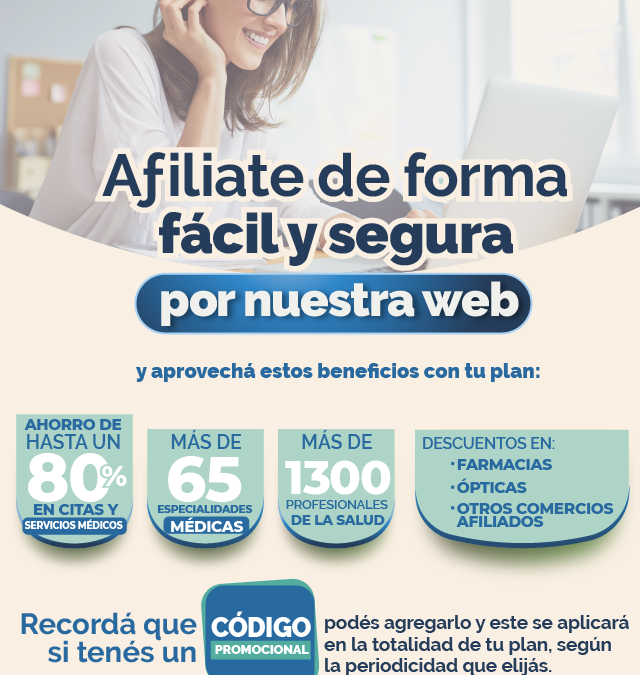 Afiliate de forma
fácil y segura
por nuestra web
y aprovechá estos beneficios con tu plan:
AHORRO DE
HASTA UN
80%
EN CITAS Y
SERVICIOS MÉDICOS
MÁS DE
65
ESPECIALIDADES
MÉDICAS
MÁS DE
1300
PROFESIONALES
DE LA SALUD
DESCUENTOS EN:
• FARMACIAS
• ÓPTICAS
• OTROS COMERCIOS
AFILIADOS
Recordá que
si tenés un
CÓDIGO
PROMOCIONAL
podés agregarlo y este se aplicará
en la totalidad de tu plan, según
la periodicidad que elijás.